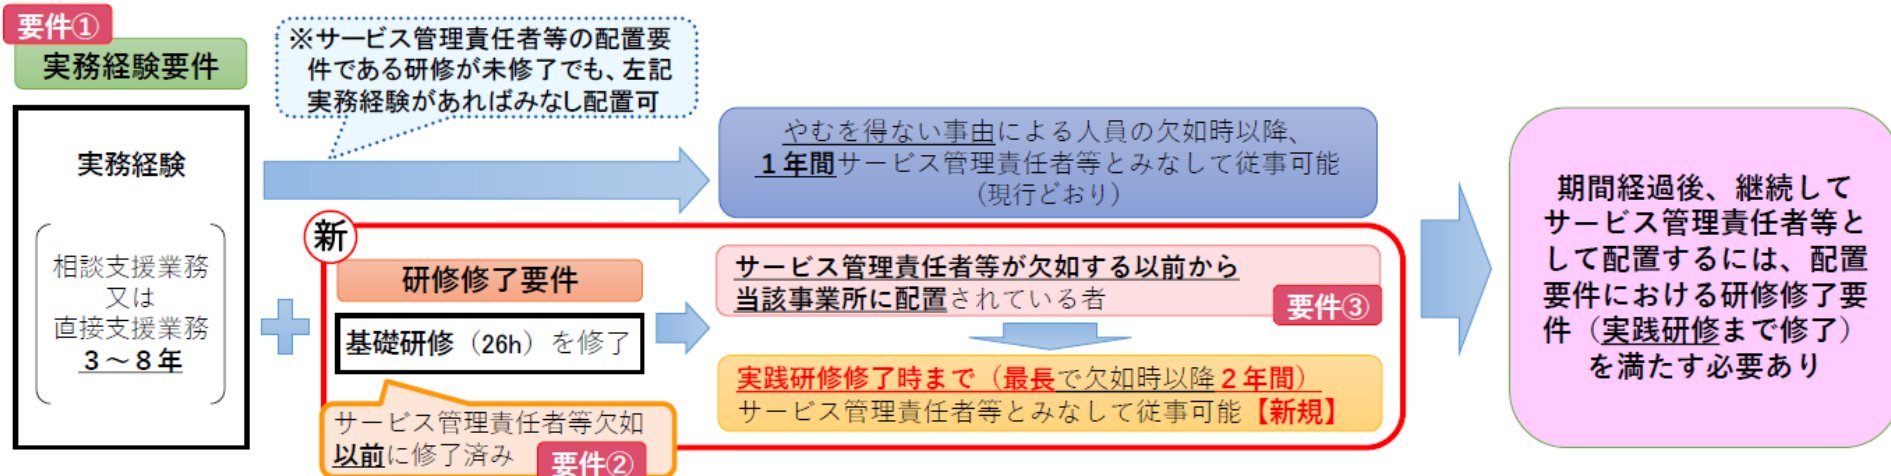 要件①
実務経験要件
※サービス管理責任者等の配置要
件である研修が未修了でも、左記
実務経験があればみなし配置可
実務経験
相談支援業務
又は
直接支援業務
３～８年
やむを得ない事由による人員の欠如時以降、
１年間サービス管理責任者等とみなして従事可能
（現行どおり）
新
研修修了要件
基礎研修（26h）を修了
サービス管理責任者等欠如
以前に修了済み
要件②
サービス管理責任者等が欠如する以前から
当該事業所に配置されている者
要件③
実践研修修了時まで（最長で欠如時以降２年間）
サービス管理責任者等とみなして従事可能【新規】
期間経過後、継続して
サービス管理責任者等と
して配置するには、配置
要件における研修修了要
件（実践研修まで修了）
を満たす必要あり